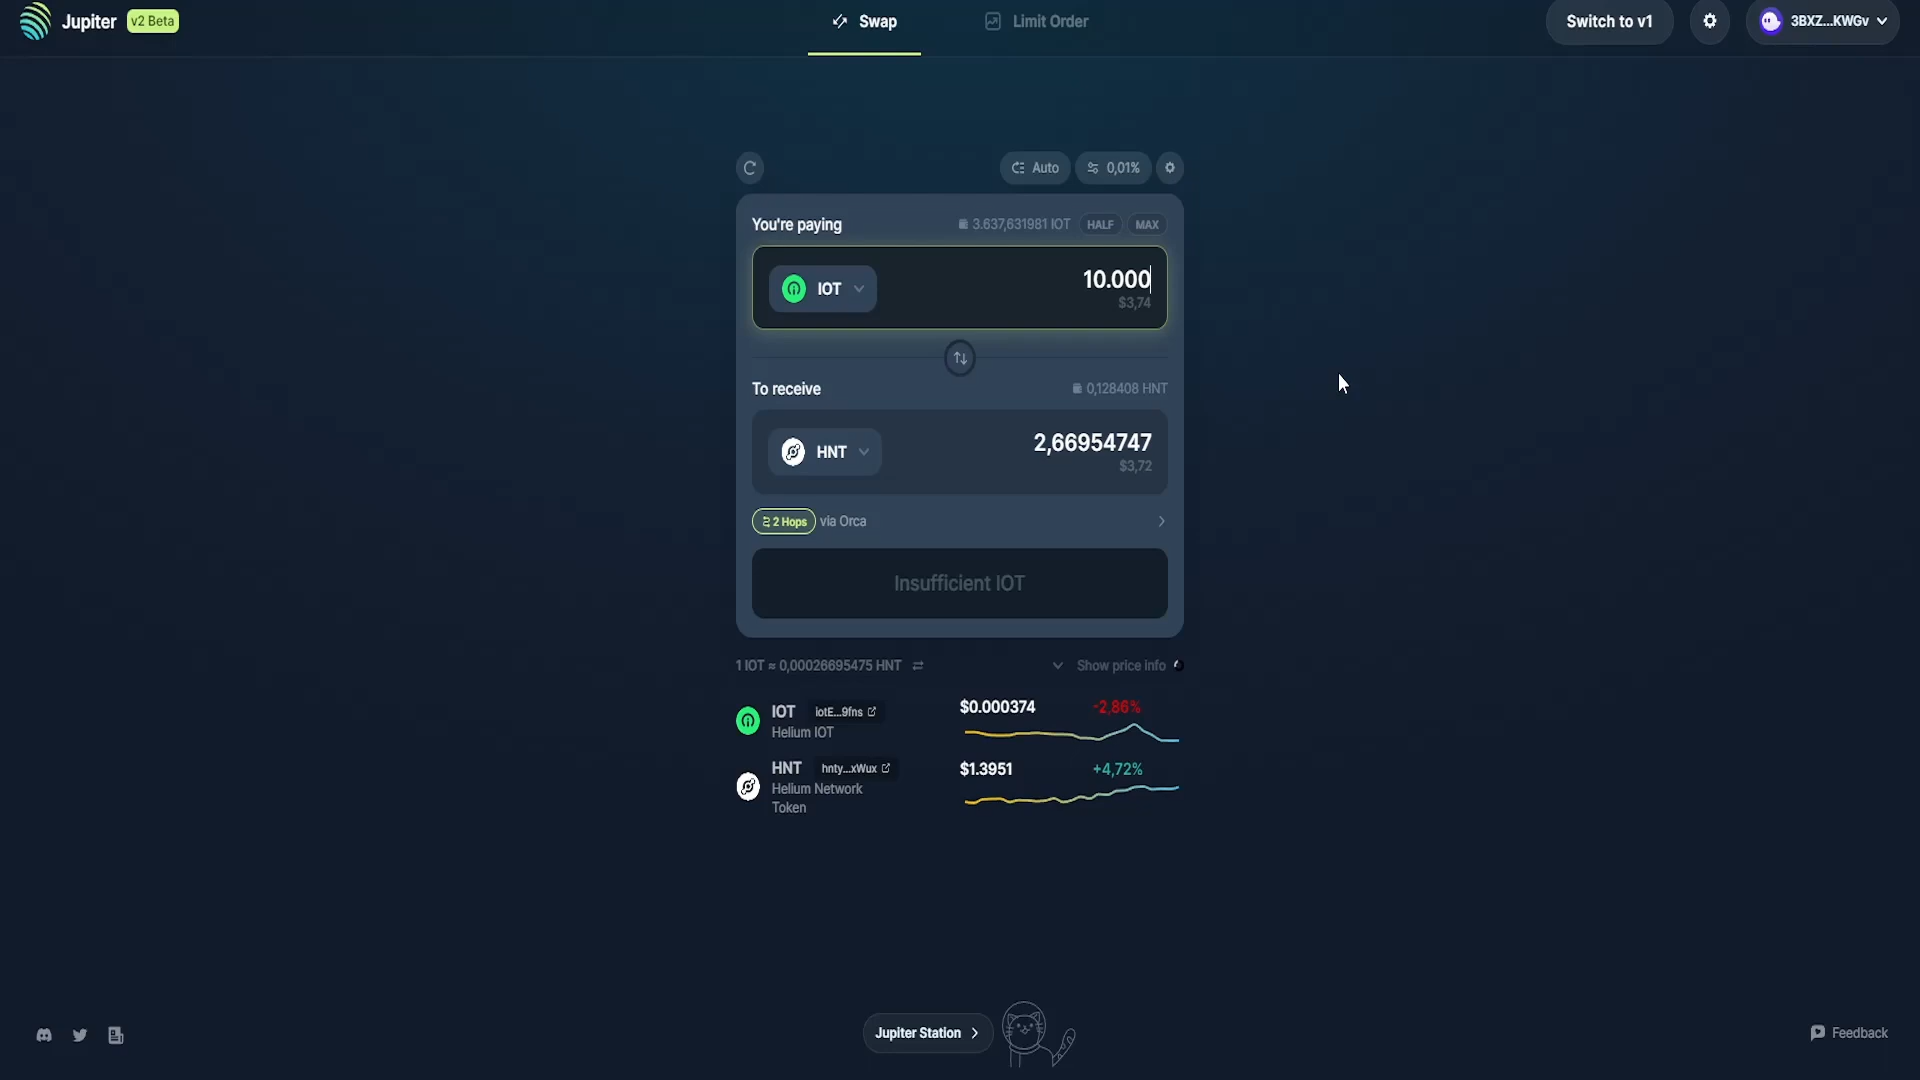 Jupiter v2 Beta
Swap
Limit Order
Switch to v1
3BXZ...KWGv
Auto
0,01%
You're paying
3.637,631981 IOT
HALF
MAX
IOT
10.000
$3,74
To receive
0,128408 HNT
HNT
2,66954747
$3,72
2 Hops via Orca
Insufficient IOT
1 IOT ≈ 0,00026695475 HNT
Show price info
IOT iotE...9fns
Helium IOT
$0.000374
-2,86%
HNT hnty...xWux
Helium Network
Token
$1.3951
+4,72%
Jupiter Station
Feedback